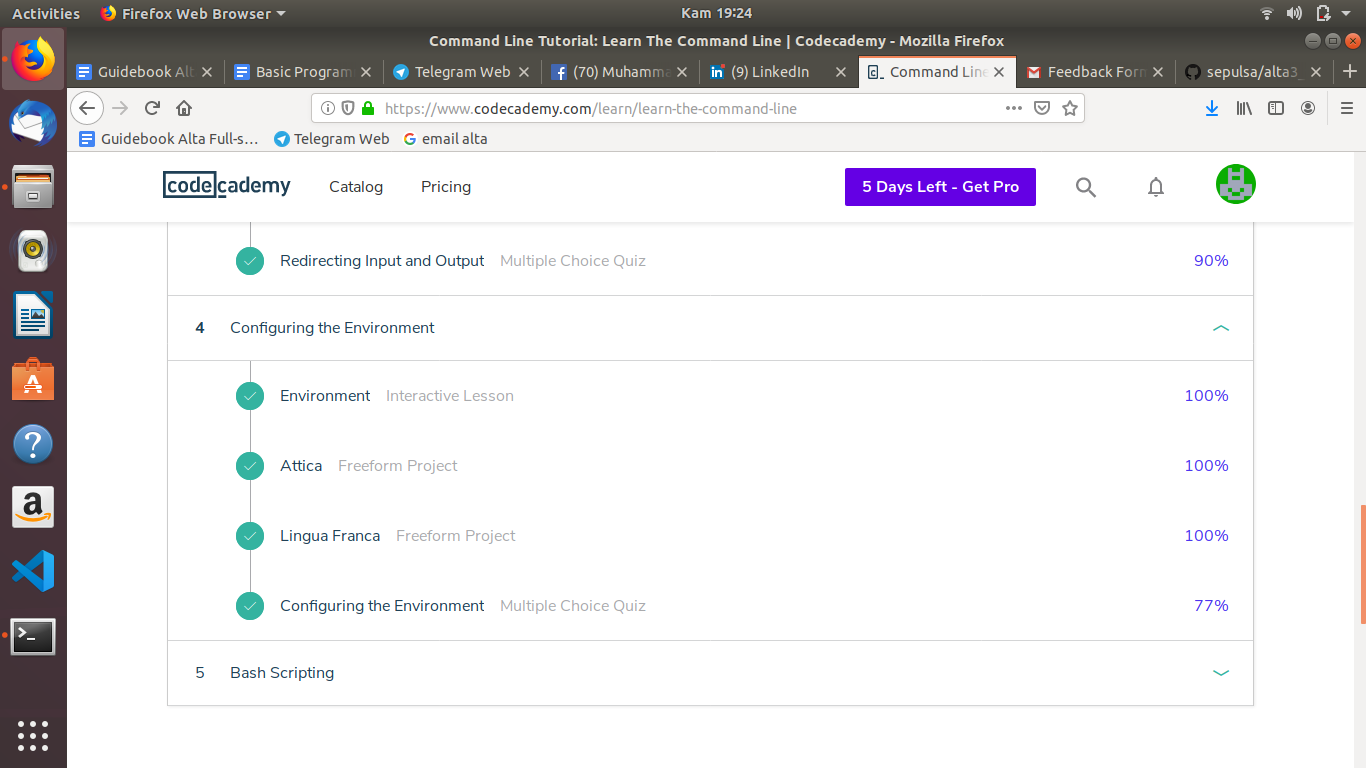 Activities Firefox Web Browser Kam 19:24
Command Line Tutorial: Learn The Command Line | Codecademy - Mozilla Firefox
Guidebook Alt Basic Program Telegram Web (70) Muhamma (9) LinkedIn Command Line Feedback Form sepulsa/alta3_
https://www.codecademy.com/learn/learn-the-command-line
Guidebook Alta Full-s… Telegram Web email alta
codecademy Catalog Pricing 5 Days Left - Get Pro
Redirecting Input and Output Multiple Choice Quiz 90%
4 Configuring the Environment
Environment Interactive Lesson 100%
Attica Freeform Project 100%
Lingua Franca Freeform Project 100%
Configuring the Environment Multiple Choice Quiz 77%
5 Bash Scripting